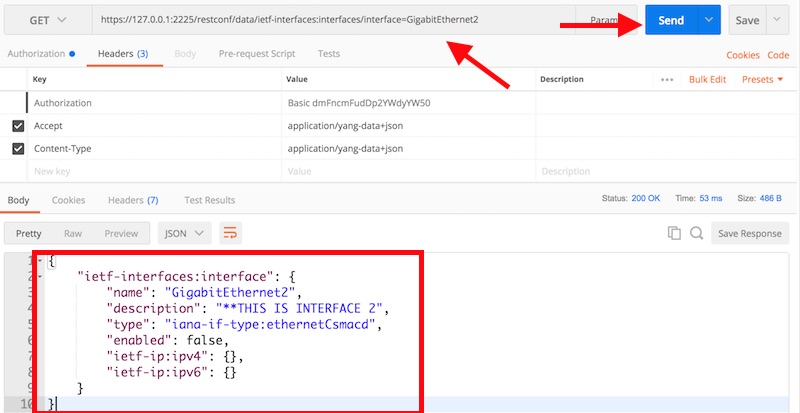 GET https://127.0.0.1:2225/restconf/data/ietf-interfaces:interfaces/interface=GigabitEthernet2 Params Send Save
Authorization Headers (3) Body Pre-request Script Tests Cookies Code
Key Value Description ••• Bulk Edit Presets
Authorization Basic dmFncmFudDp2YWdyYW50
Accept application/yang-data+json
Content-Type application/yang-data+json
New key Value Description
Body Cookies Headers (7) Test Results Status: 200 OK Time: 53 ms Size: 486 B
Pretty Raw Preview JSON Save Response
1 {
2 "ietf-interfaces:interface": {
3 "name": "GigabitEthernet2",
4 "description": "**THIS IS INTERFACE 2",
5 "type": "iana-if-type:ethernetCsmacd",
6 "enabled": false,
7 "ietf-ip:ipv4": {},
8 "ietf-ip:ipv6": {}
9 }
10 }